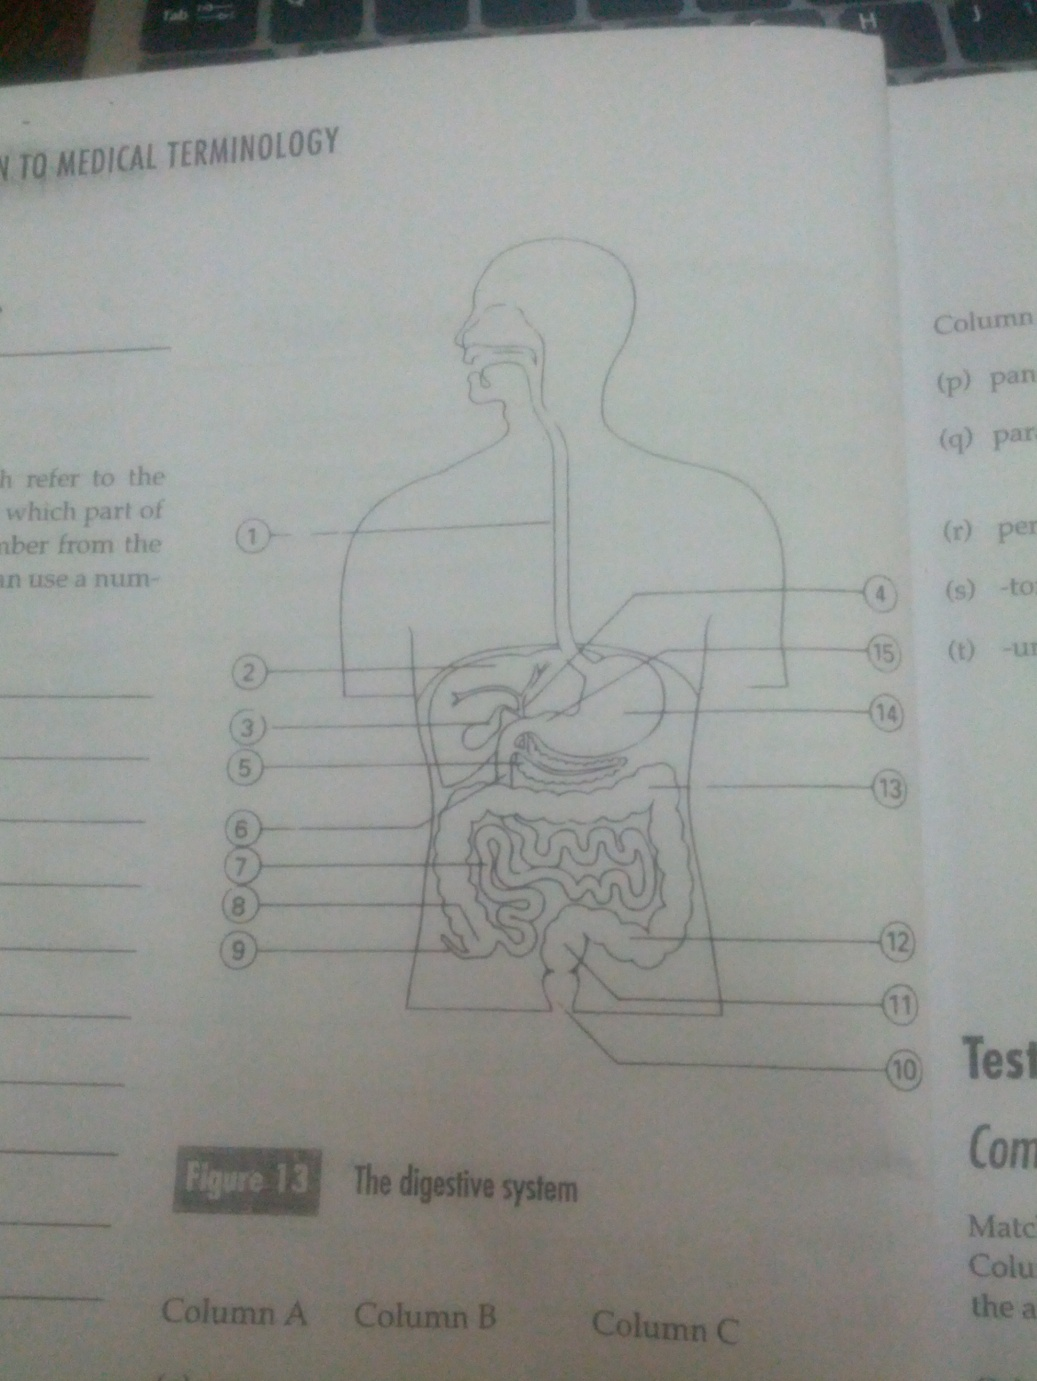 Tab
H
J
N TO MEDICAL TERMINOLOGY
h refer to the
which part of
mber from the
an use a num-
1
2
3
5
6
7
8
9
4
15
14
13
12
11
10
Figure 13 The digestive system
Column A Column B Column C
Column
(p) pan
(q) par
(r) per
(s) -to
(t) -ur
Test
Com
Matc
Colu
the a